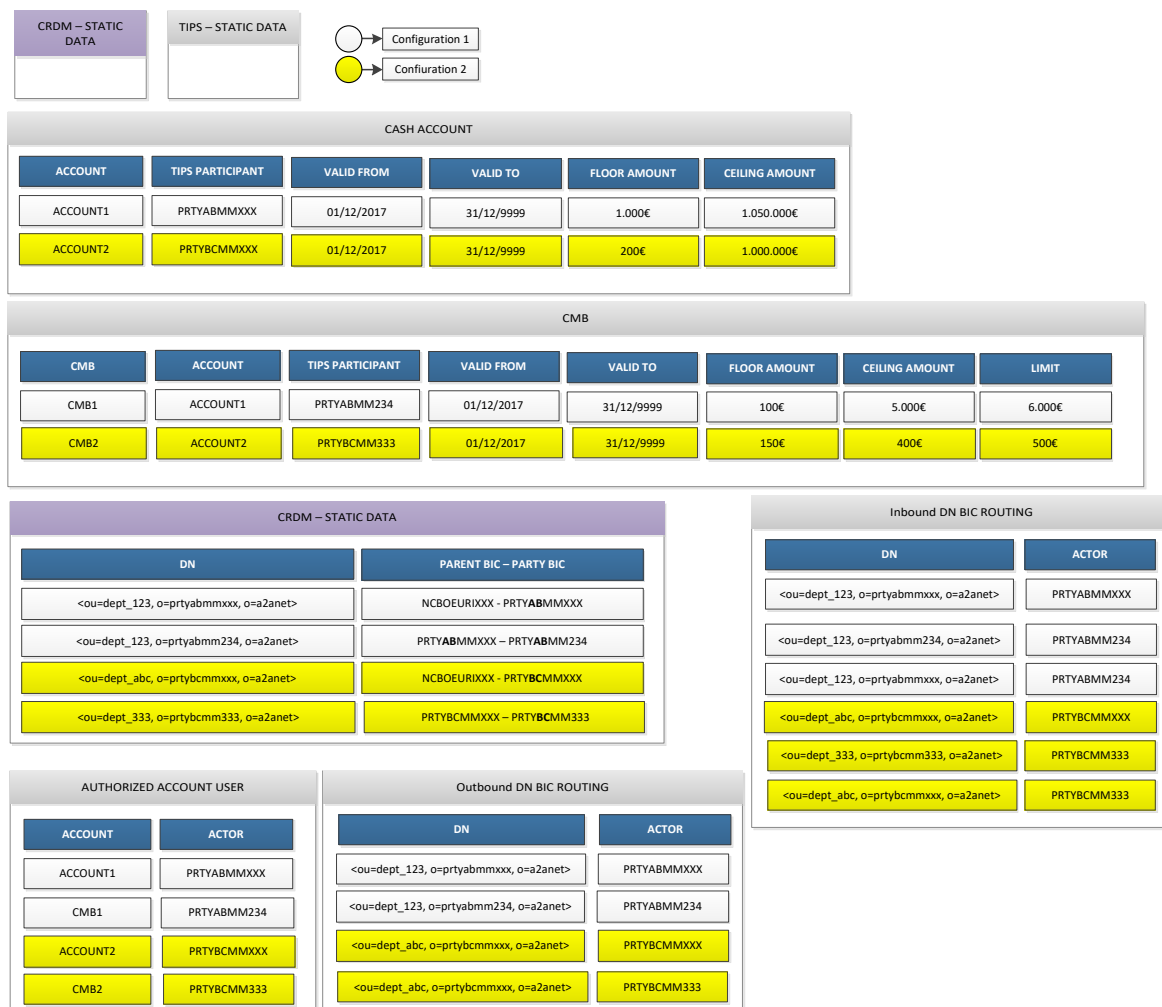 CRDM – STATIC
DATA
TIPS – STATIC DATA
Configuration 1
Confiuration 2
CASH ACCOUNT
ACCOUNT TIPS PARTICIPANT VALID FROM VALID TO FLOOR AMOUNT CEILING AMOUNT
ACCOUNT1 PRTYABMMXXX 01/12/2017 31/12/9999 1.000€ 1.050.000€
ACCOUNT2 PRTYBCMMXXX 01/12/2017 31/12/9999 200€ 1.000.000€
CMB
CMB ACCOUNT TIPS PARTICIPANT VALID FROM VALID TO FLOOR AMOUNT CEILING AMOUNT LIMIT
CMB1 ACCOUNT1 PRTYABMM234 01/12/2017 31/12/9999 100€ 5.000€ 6.000€
CMB2 ACCOUNT2 PRTYBCMM333 01/12/2017 31/12/9999 150€ 400€ 500€
CRDM – STATIC DATA
DN PARENT BIC – PARTY BIC
<ou=dept_123, o=prtyabmmxxx, o=a2anet> NCBOEURIXXX - PRTYABMMXXX
<ou=dept_123, o=prtyabmm234, o=a2anet> PRTYABMMXXX – PRTYABMM234
<ou=dept_abc, o=prtybcmmxxx, o=a2anet> NCBOEURIXXX - PRTYBCMMXXX
<ou=dept_333, o=prtybcmm333, o=a2anet> PRTYBCMMXXX – PRTYBCMM333
Inbound DN BIC ROUTING
DN ACTOR
<ou=dept_123, o=prtyabmmxxx, o=a2anet> PRTYABMMXXX
<ou=dept_123, o=prtyabmm234, o=a2anet> PRTYABMM234
<ou=dept_123, o=prtyabmmxxx, o=a2anet> PRTYABMM234
<ou=dept_abc, o=prtybcmmxxx, o=a2anet> PRTYBCMMXXX
<ou=dept_333, o=prtybcmm333, o=a2anet> PRTYBCMM333
<ou=dept_abc, o=prtybcmmxxx, o=a2anet> PRTYBCMM333
AUTHORIZED ACCOUNT USER
ACCOUNT ACTOR
ACCOUNT1 PRTYABMMXXX
CMB1 PRTYABMM234
ACCOUNT2 PRTYBCMMXXX
CMB2 PRTYBCMM333
Outbound DN BIC ROUTING
DN ACTOR
<ou=dept_123, o=prtyabmmxxx, o=a2anet> PRTYABMMXXX
<ou=dept_123, o=prtyabmm234, o=a2anet> PRTYABMM234
<ou=dept_abc, o=prtybcmmxxx, o=a2anet> PRTYBCMMXXX
<ou=dept_abc, o=prtybcmmxxx, o=a2anet> PRTYBCMM333